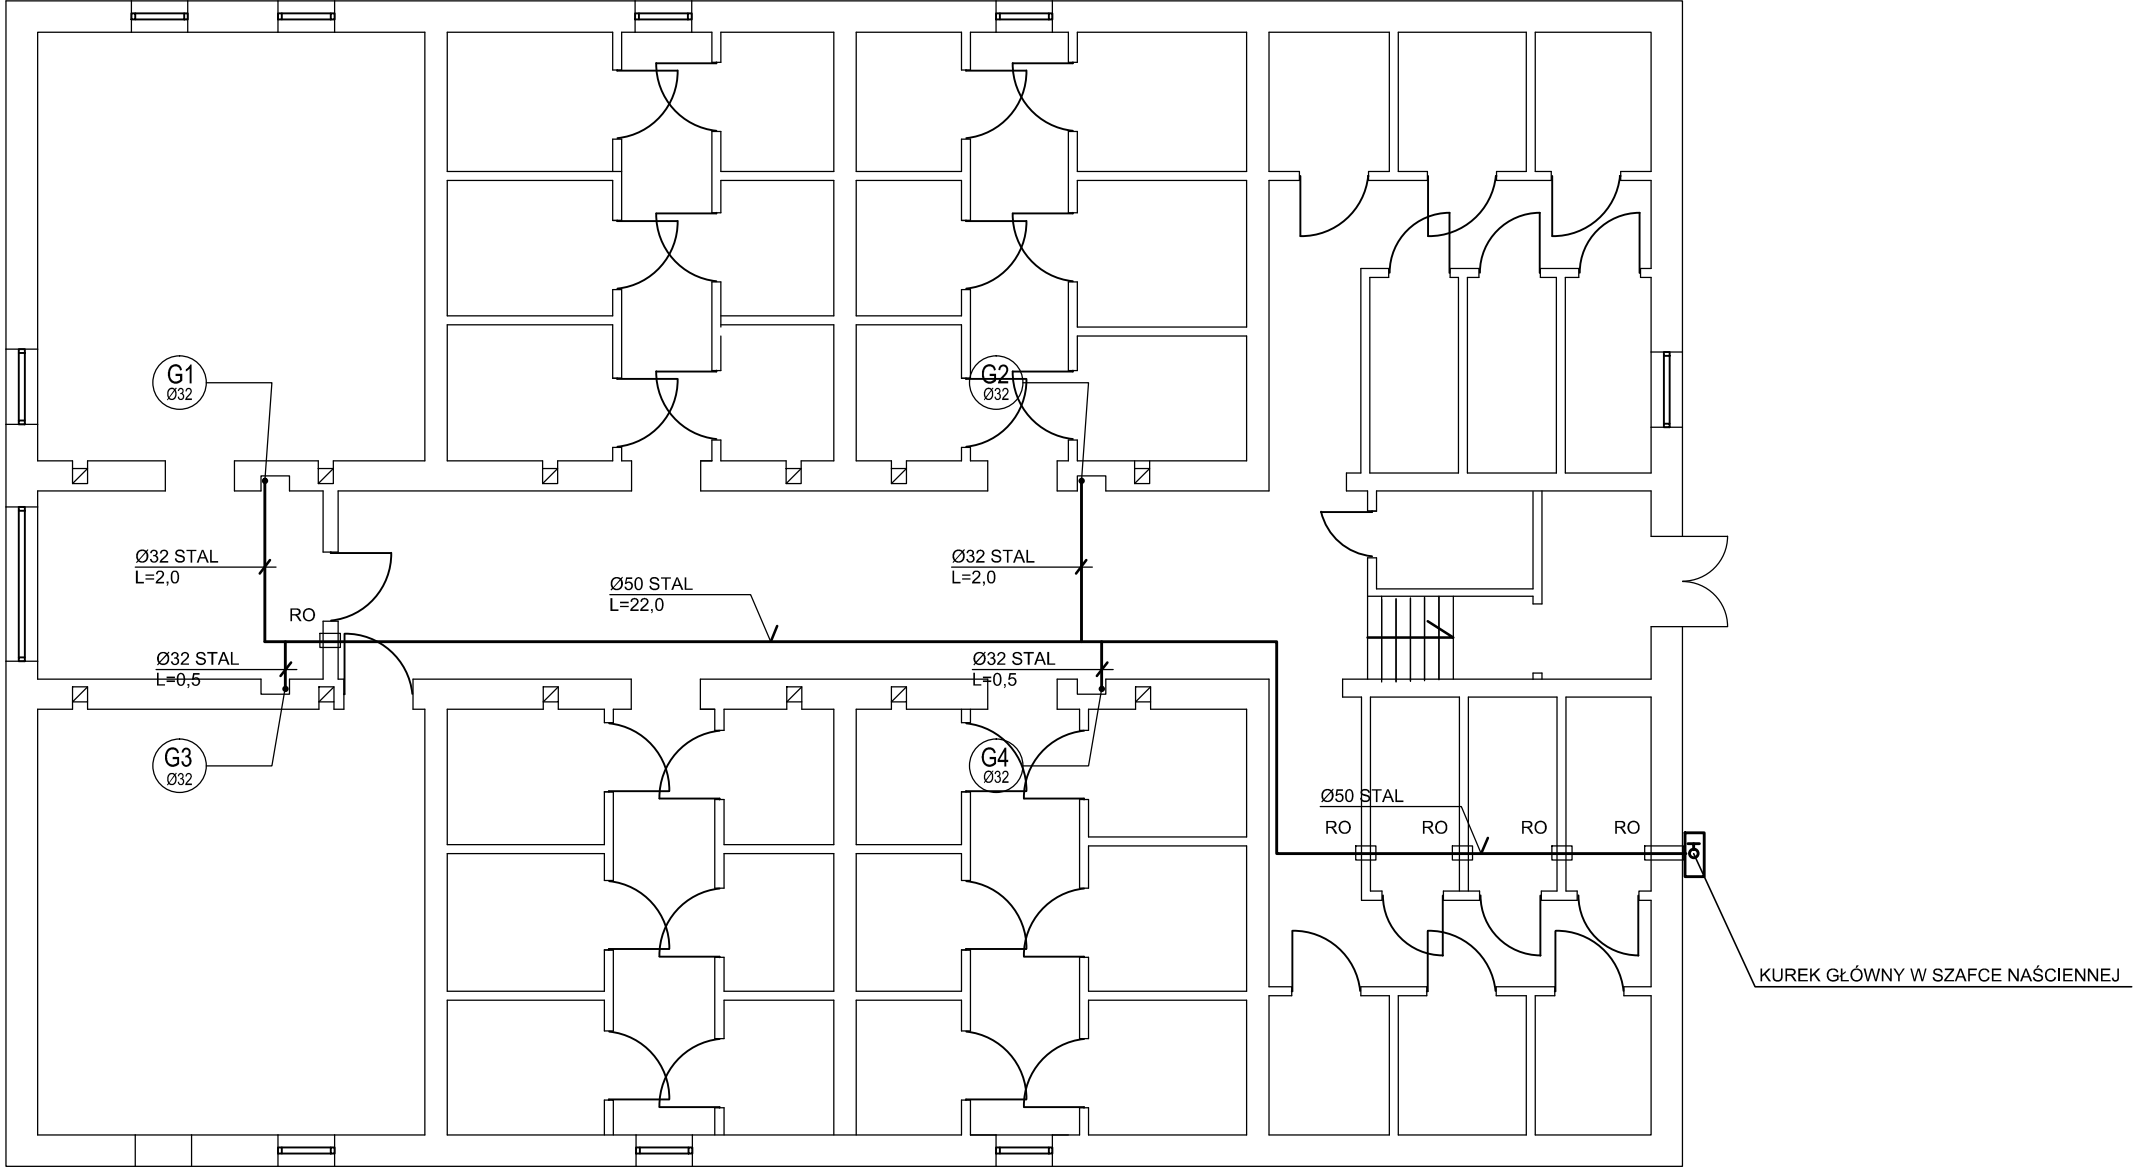 G1
Ø32
G2
Ø32
Ø32 STAL
L=2,0
Ø32 STAL
L=2,0
Ø50 STAL
L=22,0
RO
Ø32 STAL
L=0,5
Ø32 STAL
L=0,5
G3
Ø32
G4
Ø32
Ø50 STAL
RO
RO
RO
RO
KUREK GŁÓWNY W SZAFCE NAŚCIENNEJ